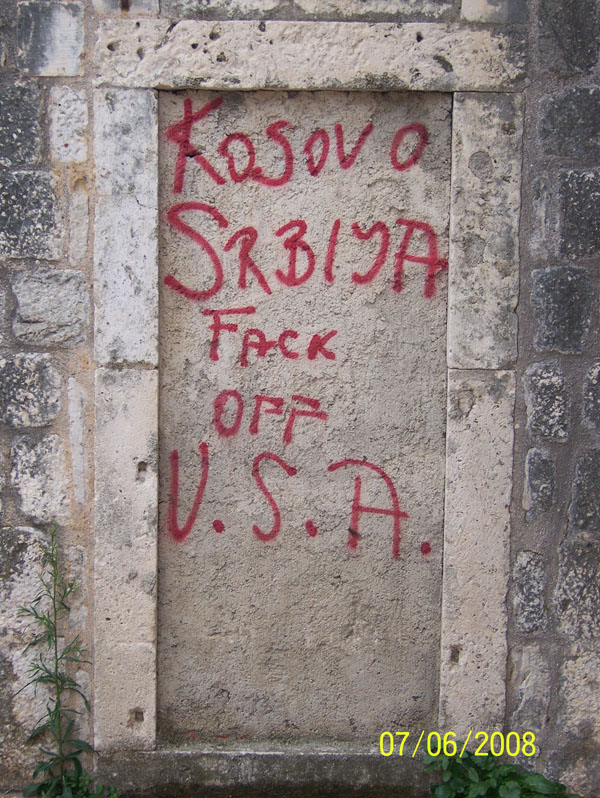 Kosovo
SRBIJA
FACK
OFF
U.S.A.
07/06/2008